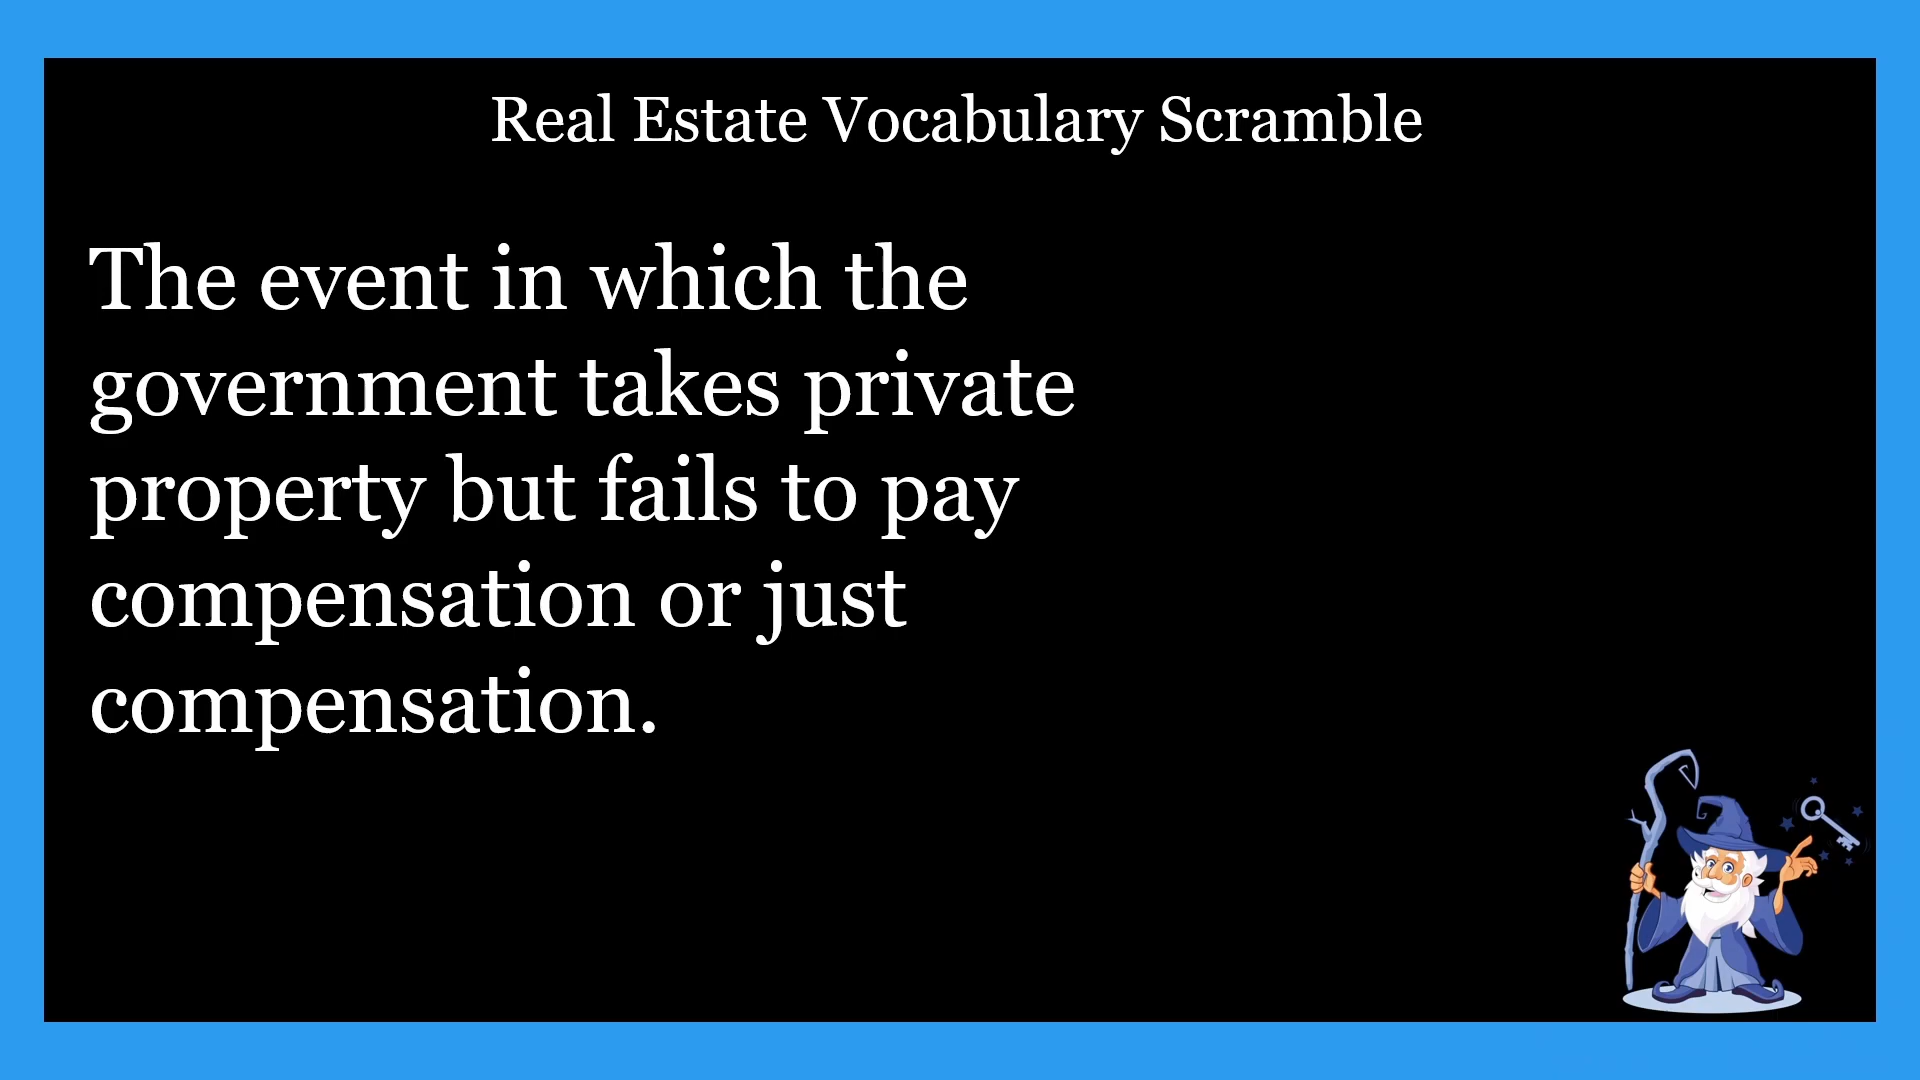 Real Estate Vocabulary Scramble
The event in which the
government takes private
property but fails to pay
compensation or just
compensation.